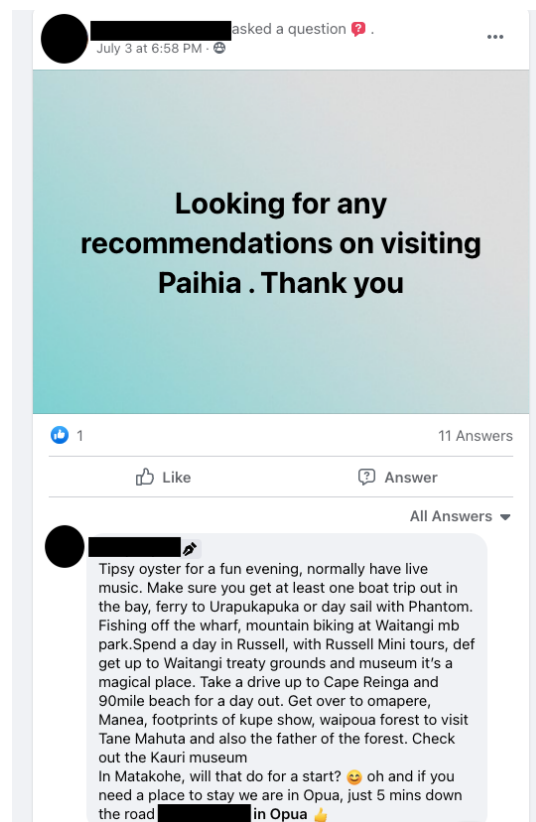 asked a question .
July 3 at 6:58 PM ·
Looking for any
recommendations on visiting
Paihia . Thank you
1
11 Answers
Like
Answer
All Answers
Tipsy oyster for a fun evening, normally have live
music. Make sure you get at least one boat trip out in
the bay, ferry to Urapukapuka or day sail with Phantom.
Fishing off the wharf, mountain biking at Waitangi mb
park.Spend a day in Russell, with Russell Mini tours, def
get up to Waitangi treaty grounds and museum it's a
magical place. Take a drive up to Cape Reinga and
90mile beach for a day out. Get over to omapere,
Manea, footprints of kupe show, waipoua forest to visit
Tane Mahuta and also the father of the forest. Check
out the Kauri museum
In Matakohe, will that do for a start? 😊 oh and if you
need a place to stay we are in Opua, just 5 mins down
the road in Opua 👍